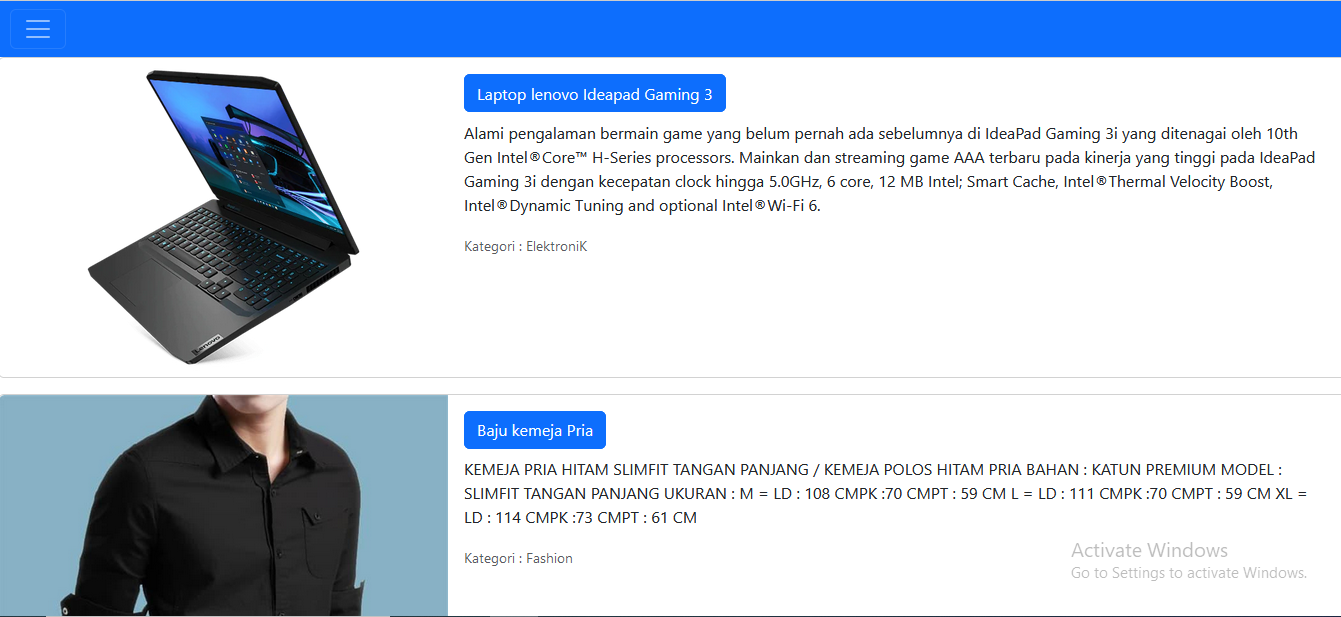 Laptop lenovo Ideapad Gaming 3
Alami pengalaman bermain game yang belum pernah ada sebelumnya di IdeaPad Gaming 3i yang ditenagai oleh 10th
Gen Intel®Core™ H-Series processors. Mainkan dan streaming game AAA terbaru pada kinerja yang tinggi pada IdeaPad
Gaming 3i dengan kecepatan clock hingga 5.0GHz, 6 core, 12 MB Intel; Smart Cache, Intel®Thermal Velocity Boost,
Intel®Dynamic Tuning and optional Intel®Wi-Fi 6.
Kategori : ElektroniK
Lenovo
Baju kemeja Pria
KEMEJA PRIA HITAM SLIMFIT TANGAN PANJANG / KEMEJA POLOS HITAM PRIA BAHAN : KATUN PREMIUM MODEL :
SLIMFIT TANGAN PANJANG UKURAN : M = LD : 108 CMPK :70 CMPT : 59 CM L = LD : 111 CMPK :70 CMPT : 59 CM XL =
LD : 114 CMPK :73 CMPT : 61 CM
Kategori : Fashion
Activate Windows
Go to Settings to activate Windows.